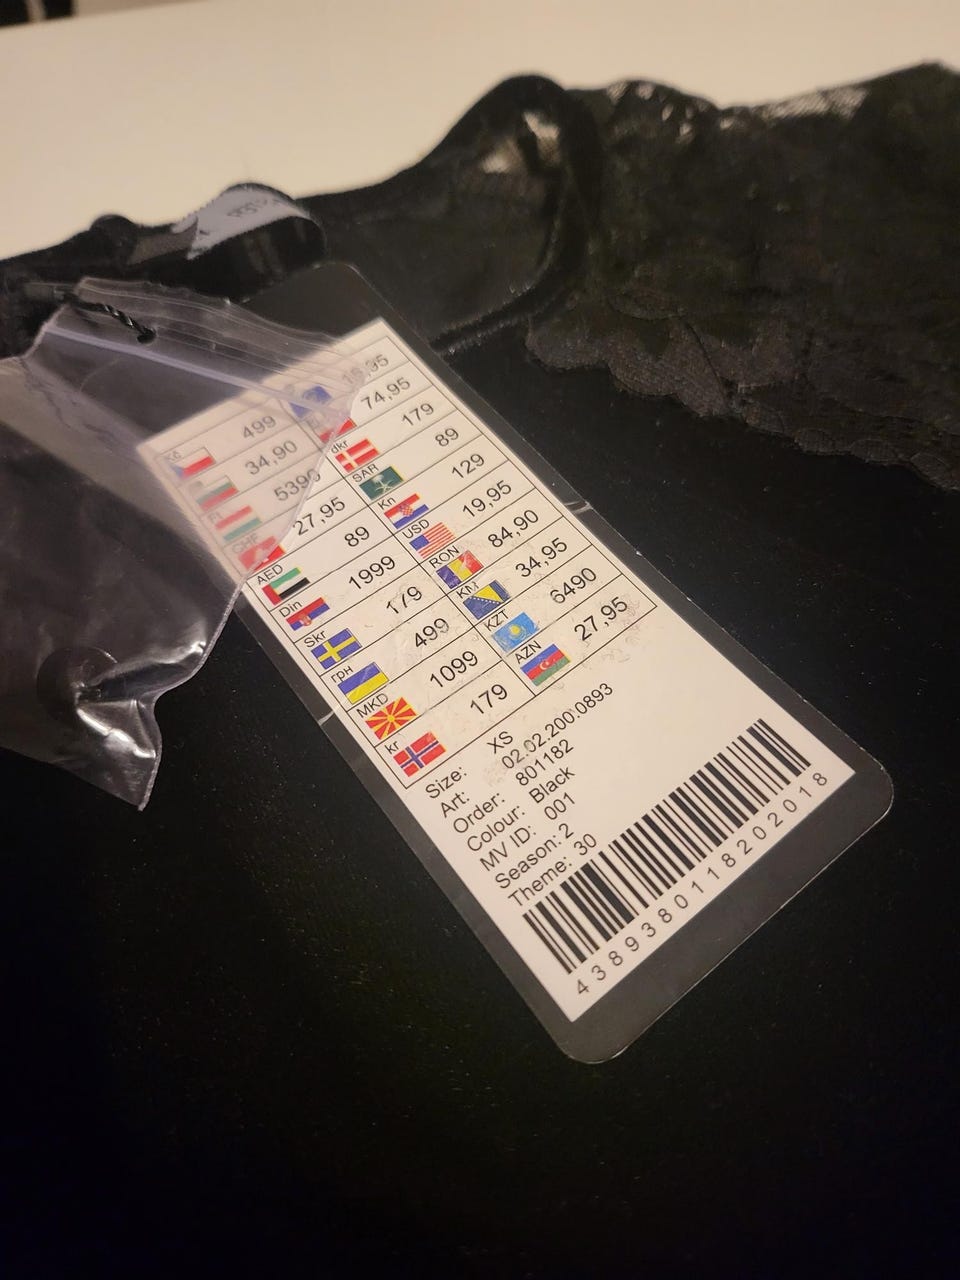 Kč 499
34,90 74,95
Ft 5390 dkr 179
CHF 27,95 SAR 89
AED 89 Kn 129
Din 1999 USD 19,95
Skr 179 RON 84,90
грн 499 KM 34,95
MKD 1099 KZT 6490
kr 179 AZN 27,95
Size: XS
Art: 02.02.200.0893
Order: 801182
Colour: Black
MV ID: 001
Season: 2
Theme: 30
4389380118202018